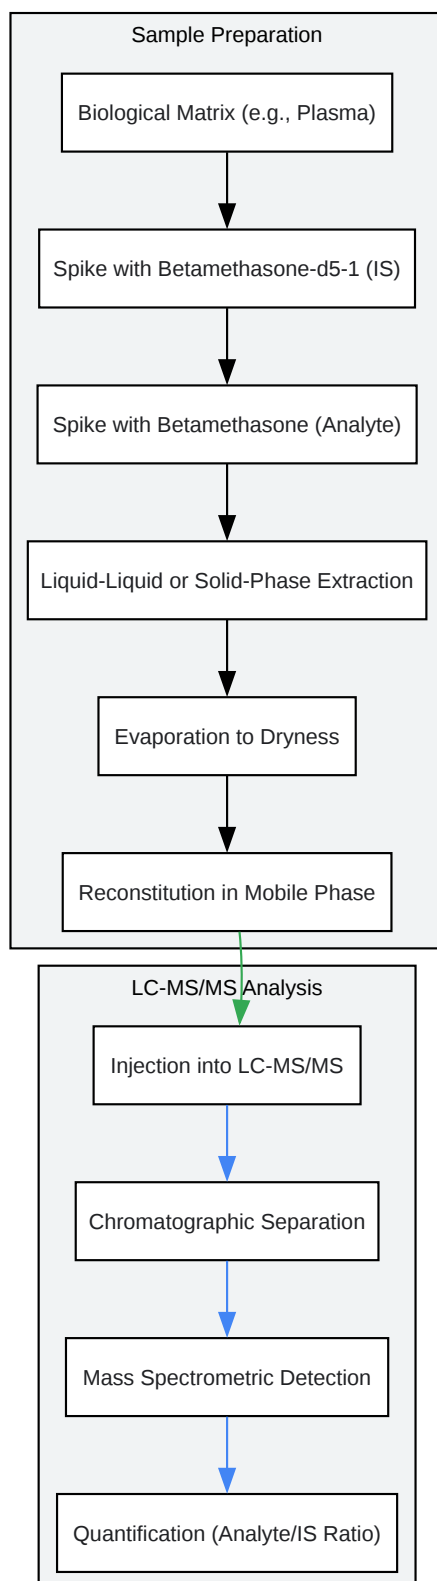 Sample Preparation
Biological Matrix (e.g., Plasma)
Spike with Betamethasone-d5-1 (IS)
Spike with Betamethasone (Analyte)
Liquid-Liquid or Solid-Phase Extraction
Evaporation to Dryness
Reconstitution in Mobile Phase
LC-MS/MS Analysis
Injection into LC-MS/MS
Chromatographic Separation
Mass Spectrometric Detection
Quantification (Analyte/IS Ratio)